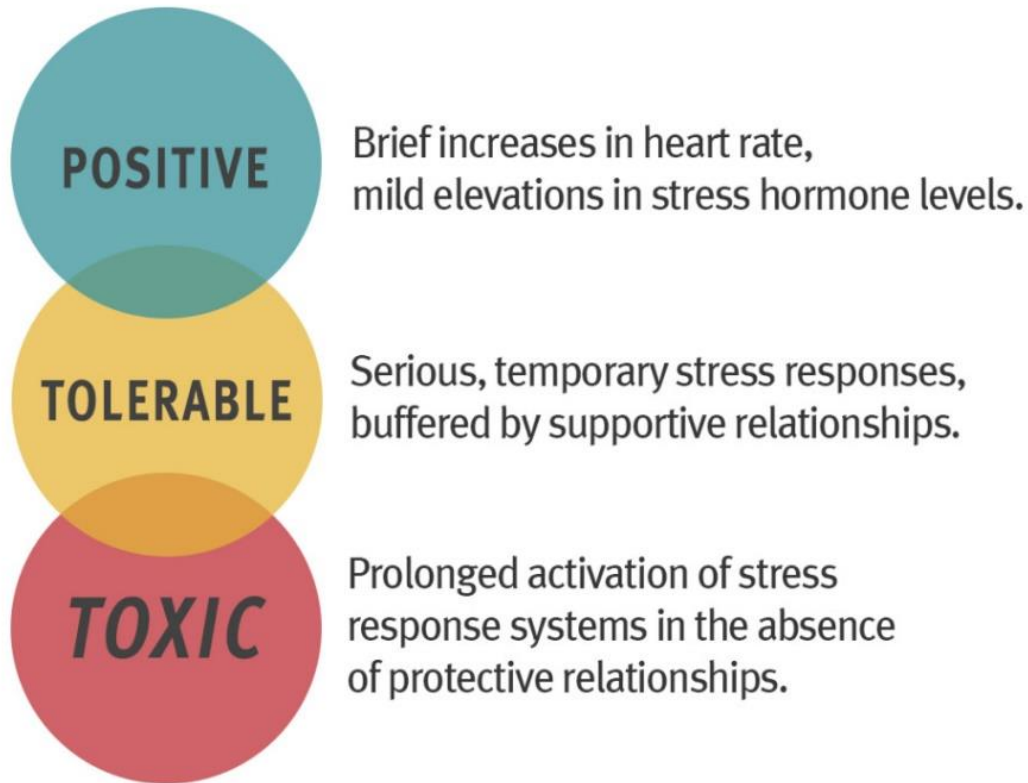 POSITIVE
Brief increases in heart rate,
mild elevations in stress hormone levels.
TOLERABLE
Serious, temporary stress responses,
buffered by supportive relationships.
TOXIC
Prolonged activation of stress
response systems in the absence
of protective relationships.